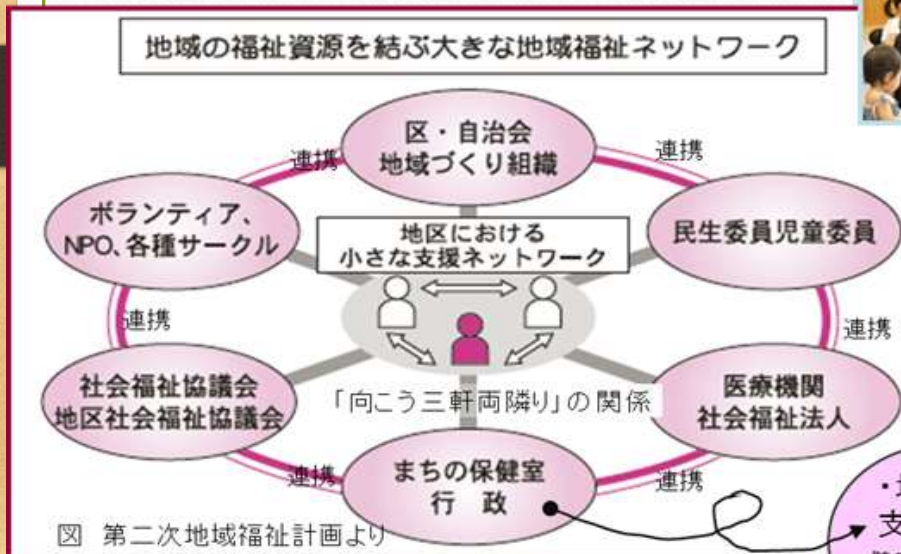 地域の福祉資源を結ぶ大きな地域福祉ネットワーク
区・自治会
地域づくり組織
連携
連携
ボランティア、
NPO、各種サークル
地区における
小さな支援ネットワーク
民生委員児童委員
連携
連携
社会福祉協議会
地区社会福祉協議会
「向こう三軒両隣り」の関係
医療機関
社会福祉法人
連携
まちの保健室
行 政
連携
図 第二次地域福祉計画より
支